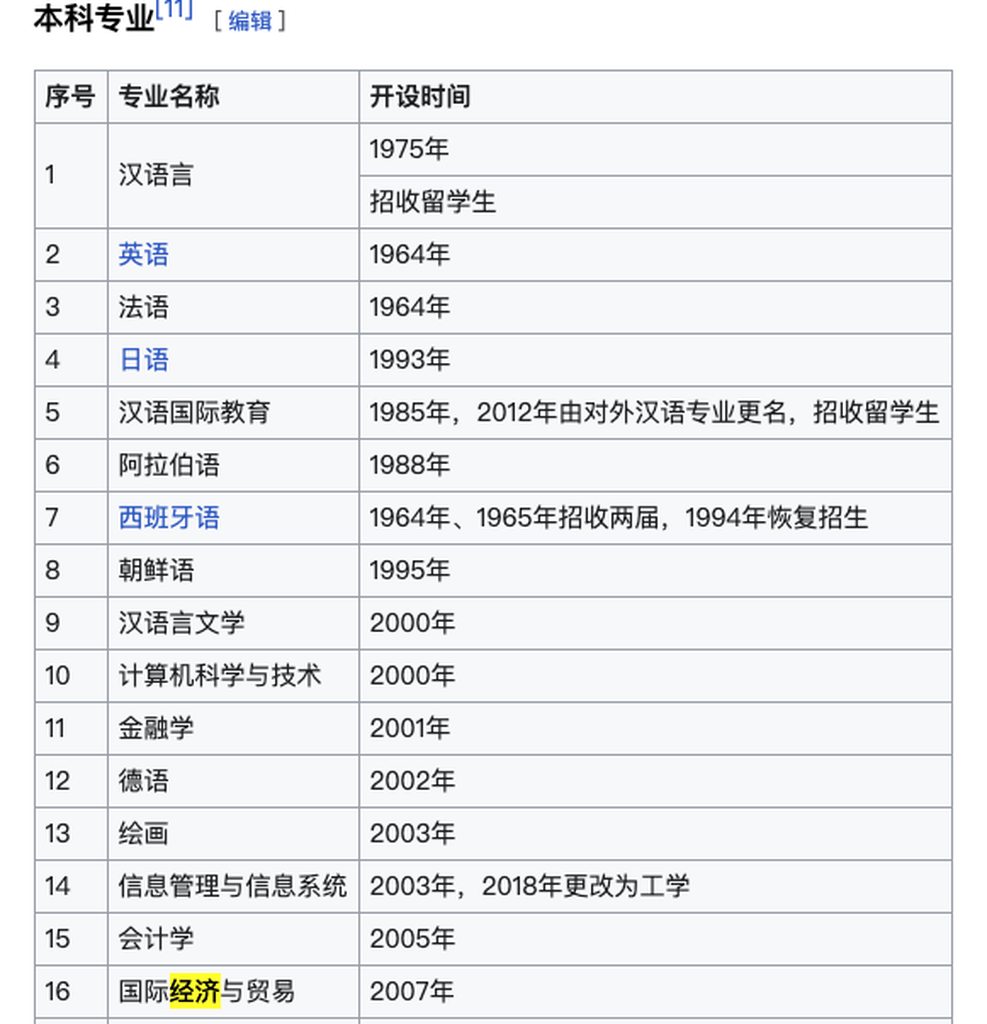 本科专业[11] [编辑]
序号 专业名称 开设时间
1 汉语言 1975年
招收留学生
2 英语 1964年
3 法语 1964年
4 日语 1993年
5 汉语国际教育 1985年，2012年由对外汉语专业更名，招收留学生
6 阿拉伯语 1988年
7 西班牙语 1964年、1965年招收两届，1994年恢复招生
8 朝鲜语 1995年
9 汉语言文学 2000年
10 计算机科学与技术 2000年
11 金融学 2001年
12 德语 2002年
13 绘画 2003年
14 信息管理与信息系统 2003年，2018年更改为工学
15 会计学 2005年
16 国际经济与贸易 2007年